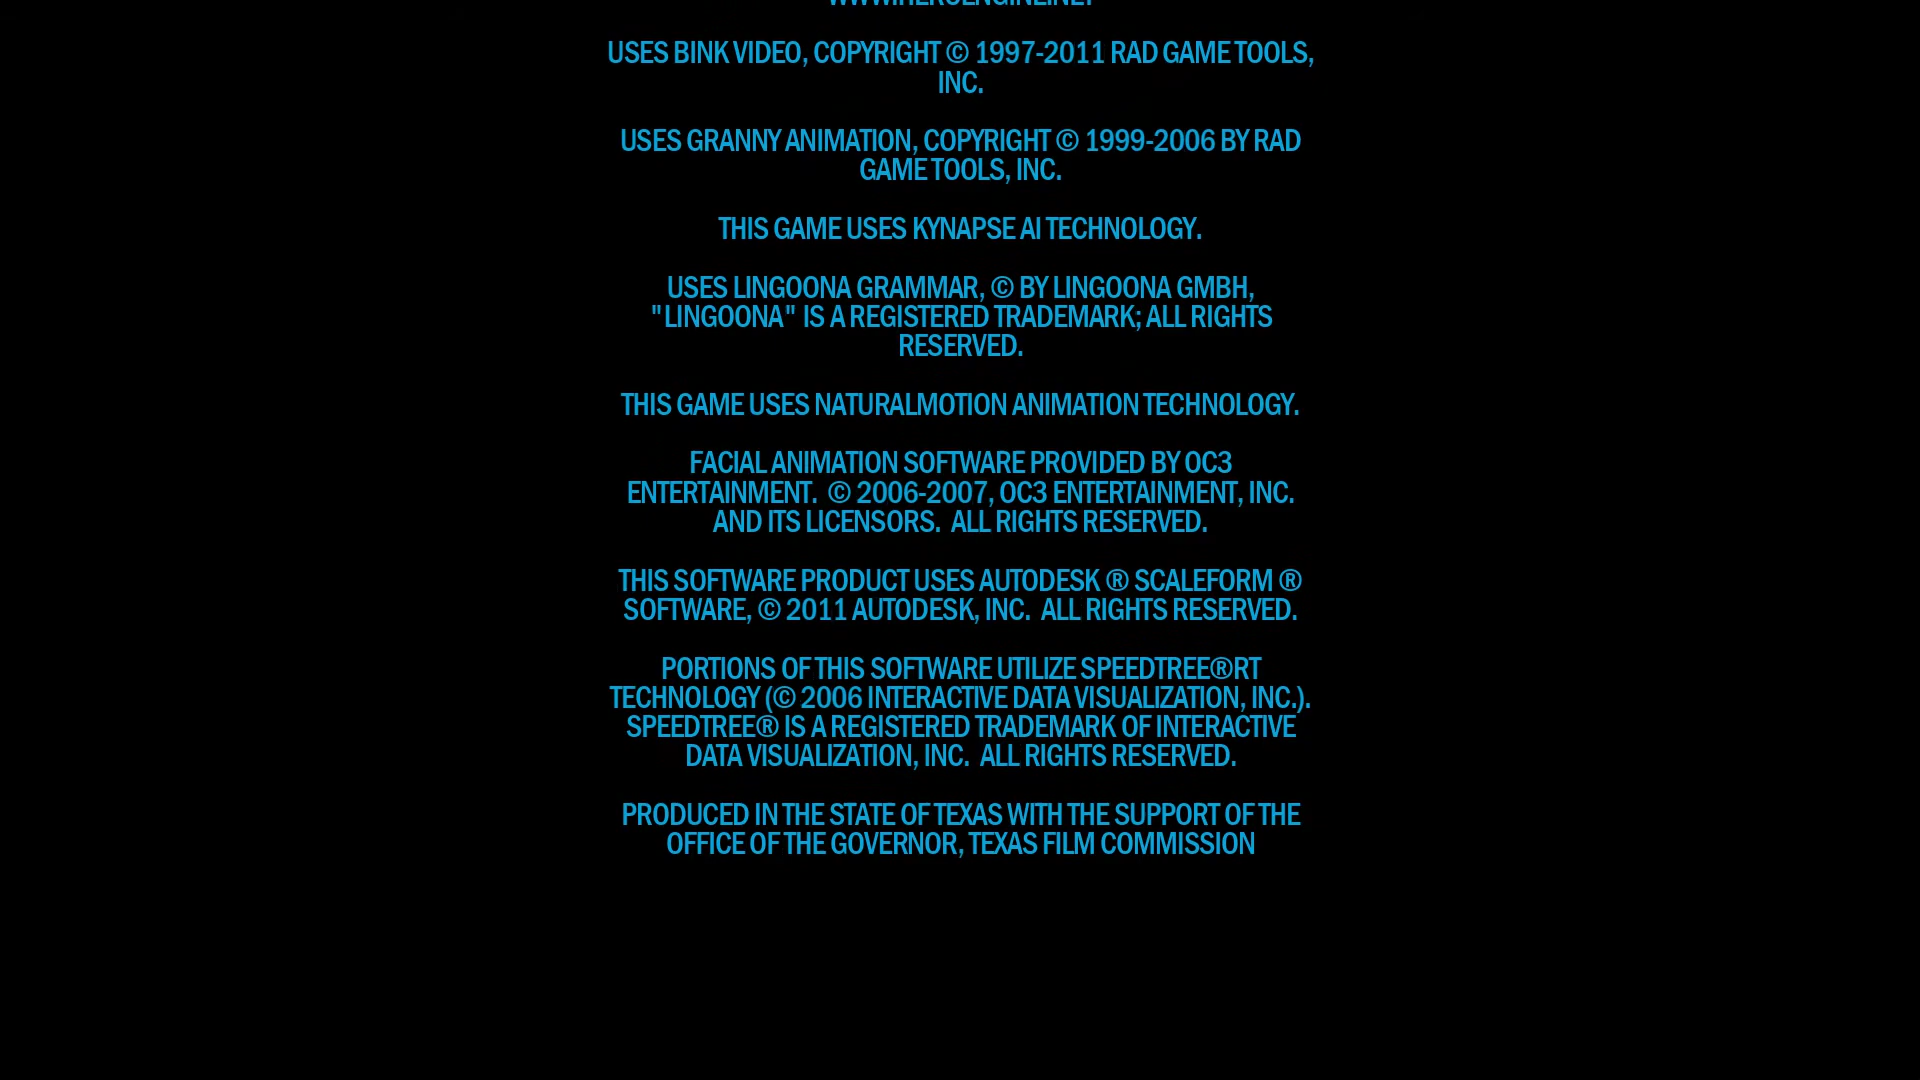 WWW.HEROENGINE.NET
USES BINK VIDEO, COPYRIGHT © 1997-2011 RAD GAME TOOLS,
INC.
USES GRANNY ANIMATION, COPYRIGHT © 1999-2006 BY RAD
GAME TOOLS, INC.
THIS GAME USES KYNAPSE AI TECHNOLOGY.
USES LINGOONA GRAMMAR, © BY LINGOONA GMBH,
"LINGOONA" IS A REGISTERED TRADEMARK; ALL RIGHTS
RESERVED.
THIS GAME USES NATURALMOTION ANIMATION TECHNOLOGY.
FACIAL ANIMATION SOFTWARE PROVIDED BY OC3
ENTERTAINMENT.  © 2006-2007, OC3 ENTERTAINMENT, INC.
AND ITS LICENSORS.  ALL RIGHTS RESERVED.
THIS SOFTWARE PRODUCT USES AUTODESK ® SCALEFORM ®
SOFTWARE, © 2011 AUTODESK, INC.  ALL RIGHTS RESERVED.
PORTIONS OF THIS SOFTWARE UTILIZE SPEEDTREE®RT
TECHNOLOGY (© 2006 INTERACTIVE DATA VISUALIZATION, INC.).
SPEEDTREE® IS A REGISTERED TRADEMARK OF INTERACTIVE
DATA VISUALIZATION, INC.  ALL RIGHTS RESERVED.
PRODUCED IN THE STATE OF TEXAS WITH THE SUPPORT OF THE
OFFICE OF THE GOVERNOR, TEXAS FILM COMMISSION